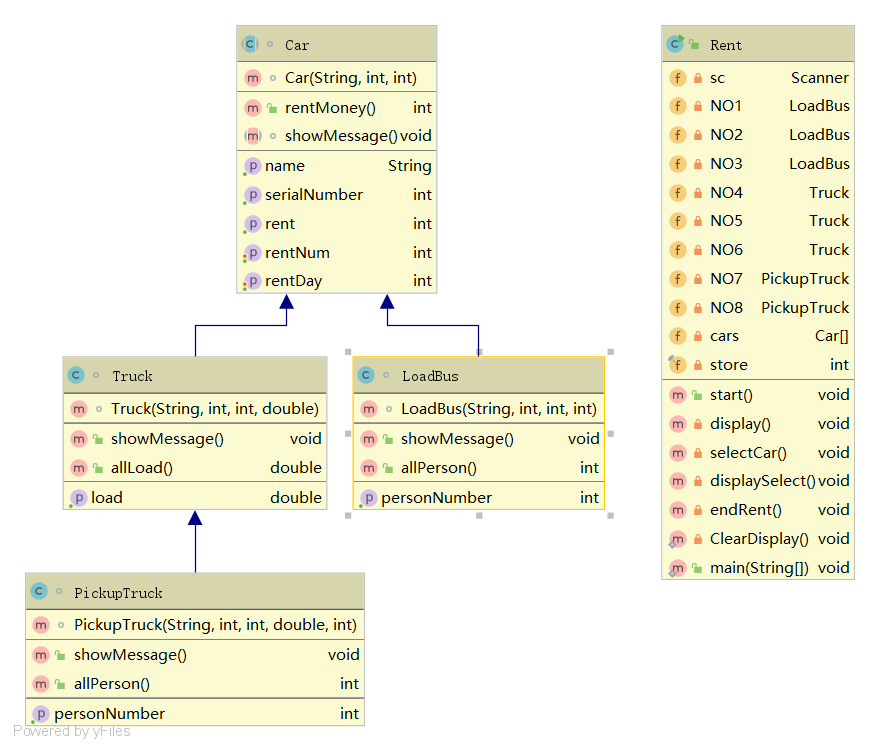 Car
Car(String, int, int)
rentMoney() int
showMessage() void
name String
serialNumber int
rent int
rentNum int
rentDay int
Truck
Truck(String, int, int, double)
showMessage() void
allLoad() double
load double
LoadBus
LoadBus(String, int, int, int)
showMessage() void
allPerson() int
personNumber int
PickupTruck
PickupTruck(String, int, int, double, int)
showMessage() void
allPerson() int
personNumber int
Rent
sc Scanner
NO1 LoadBus
NO2 LoadBus
NO3 LoadBus
NO4 Truck
NO5 Truck
NO6 Truck
NO7 PickupTruck
NO8 PickupTruck
cars Car[]
store int
start() void
display() void
selectCar() void
displaySelect() void
endRent() void
ClearDisplay() void
main(String[]) void
Powered by yFiles